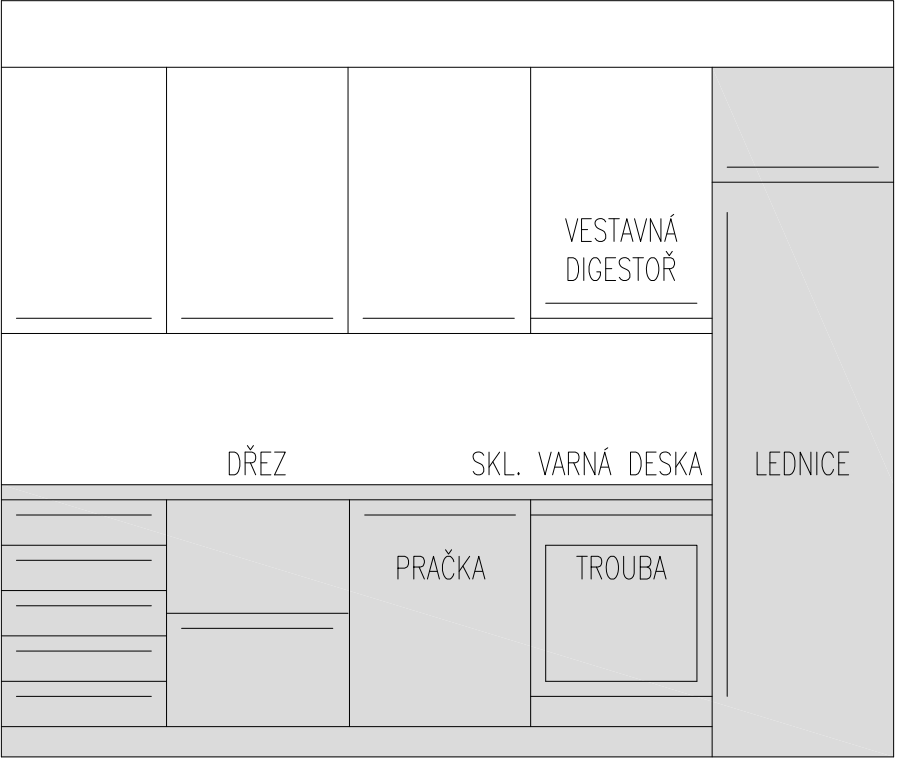 VESTAVNÁ
DIGESTOŘ
DŘEZ
SKL. VARNÁ DESKA
LEDNICE
PRAČKA
TROUBA